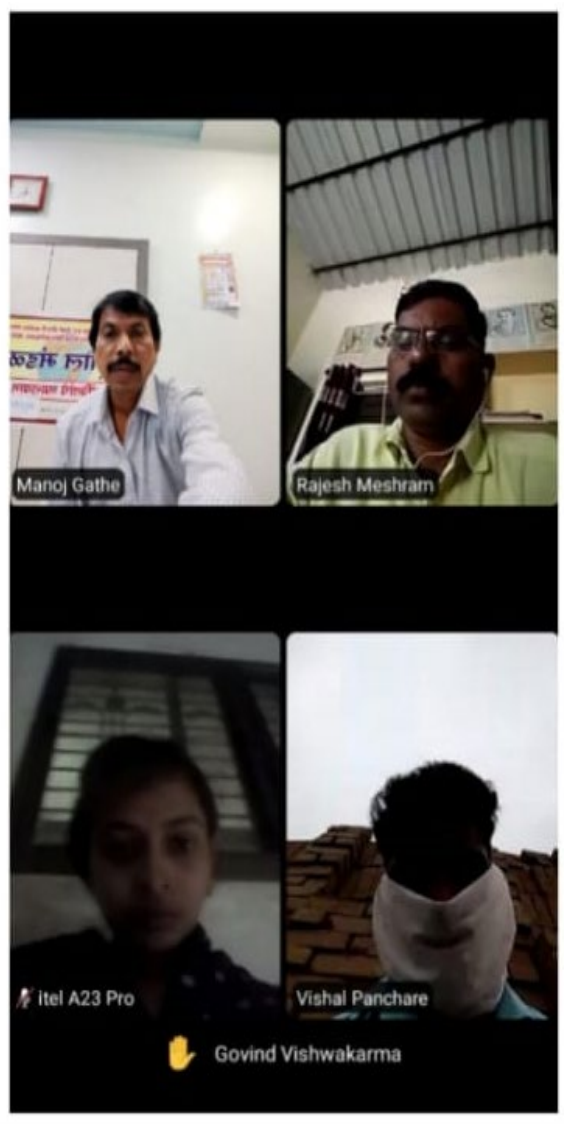 Manoj Gathe
Rajesh Meshram
itel A23 Pro
Vishal Panchare
Govind Vishwakarma